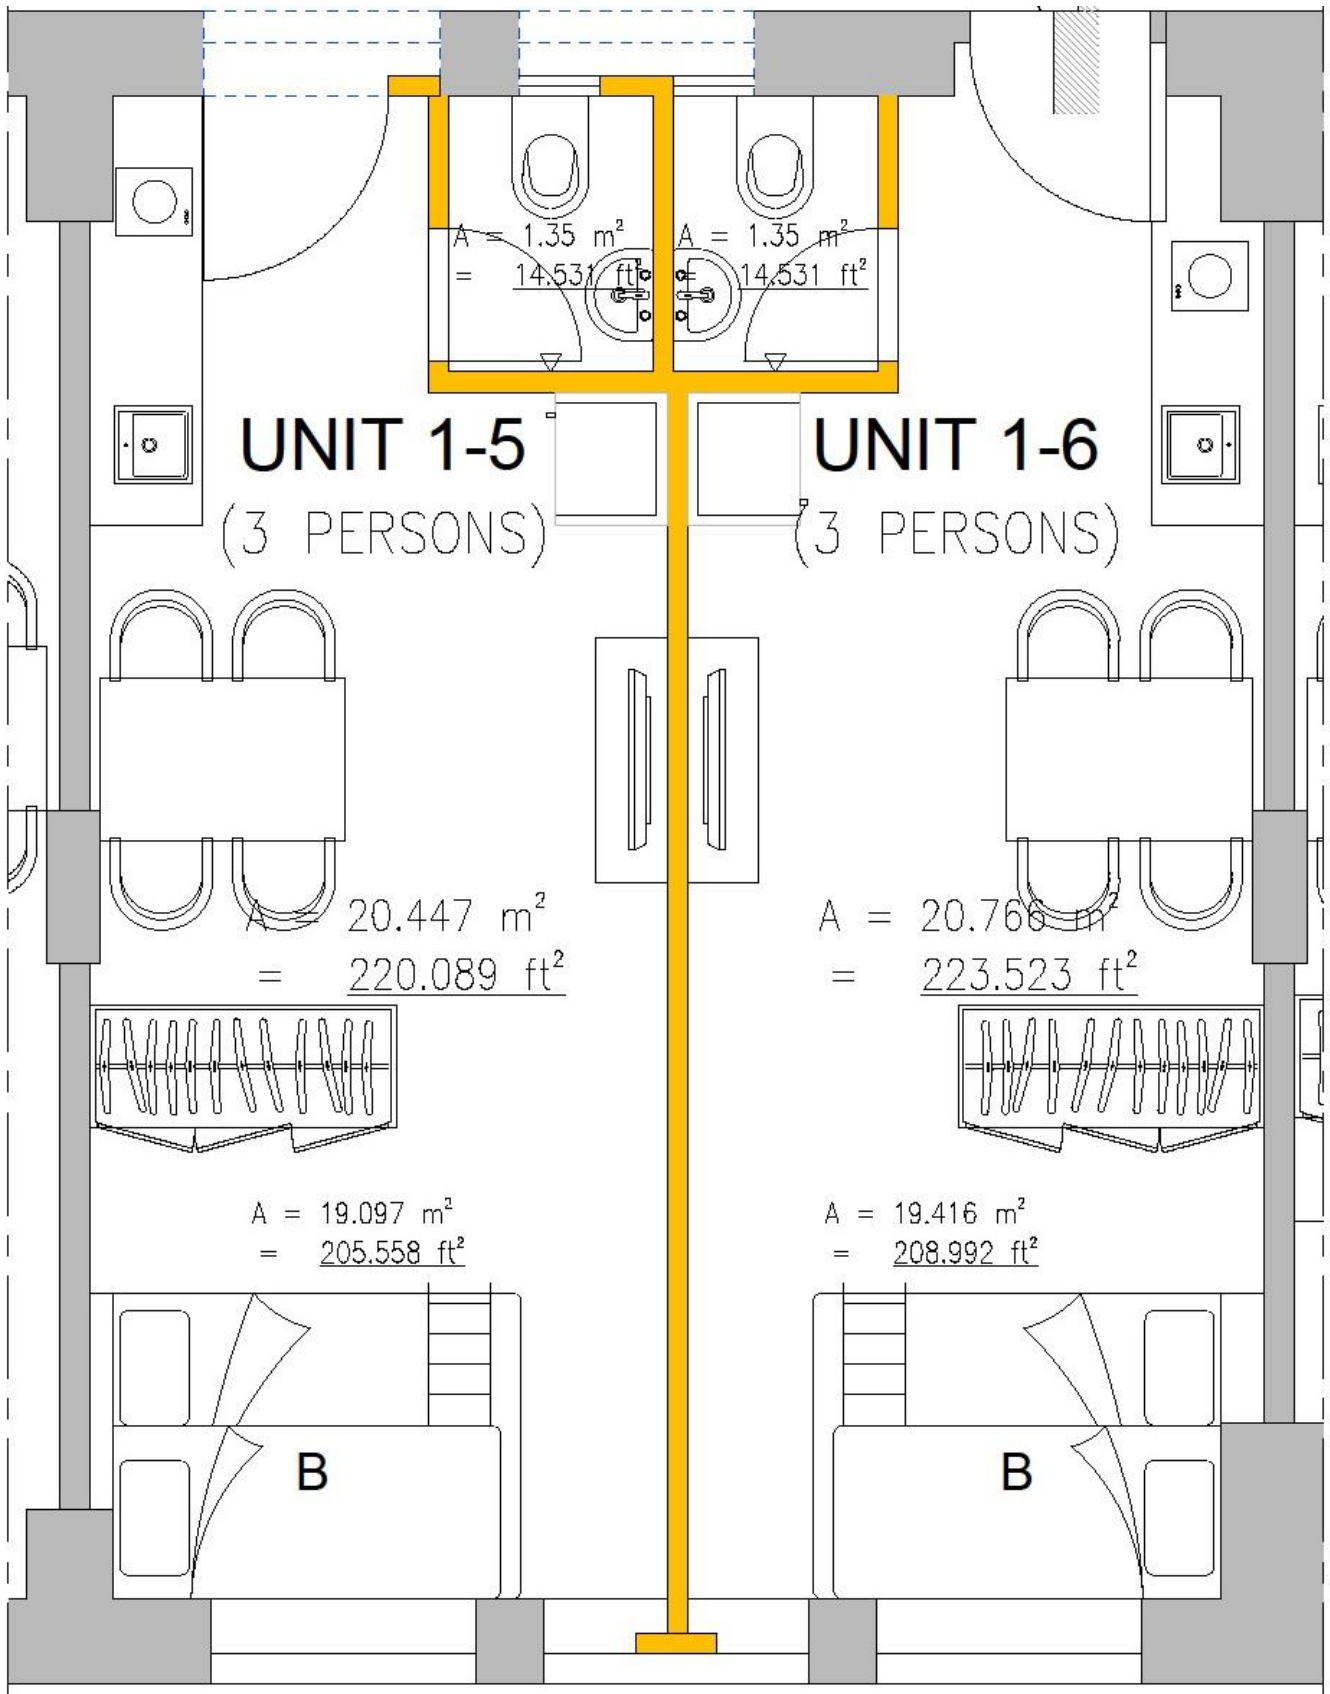 A = 1.35 m²
= 14.531 ft²
A = 1.35 m²
= 14.531 ft²
UNIT 1-5
(3 PERSONS)
UNIT 1-6
(3 PERSONS)
A = 20.447 m²
= 220.089 ft²
A = 20.766 m²
= 223.523 ft²
A = 19.097 m²
= 205.558 ft²
A = 19.416 m²
= 208.992 ft²
B
B